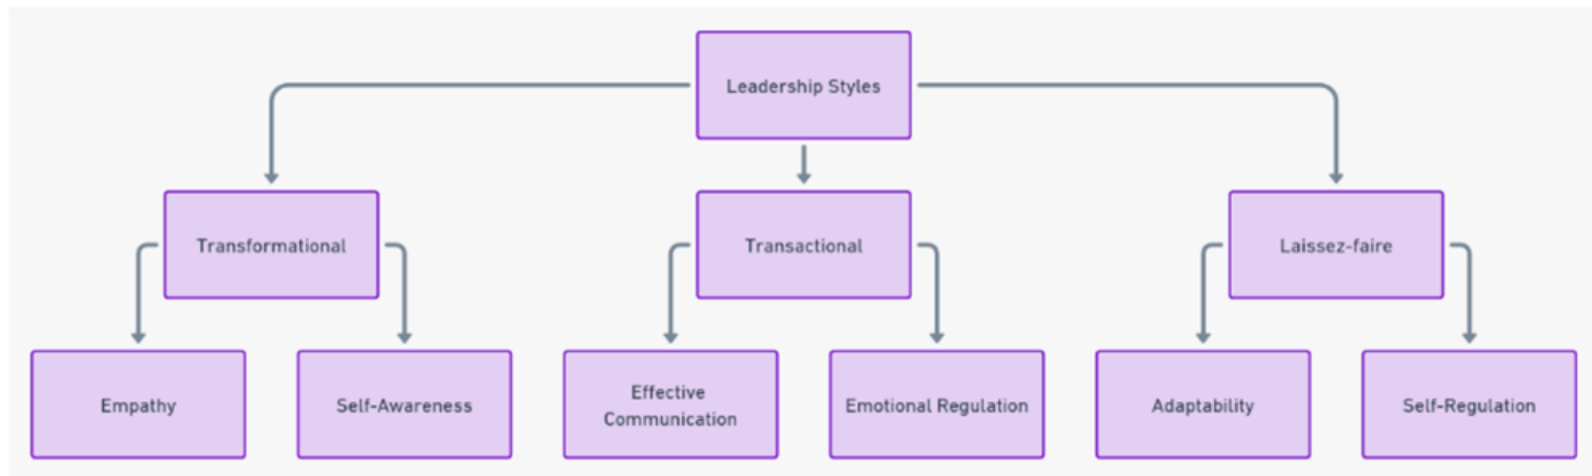 Leadership Styles
Transformational
Transactional
Laissez-faire
Empathy
Self-Awareness
Effective
Communication
Emotional Regulation
Adaptability
Self-Regulation